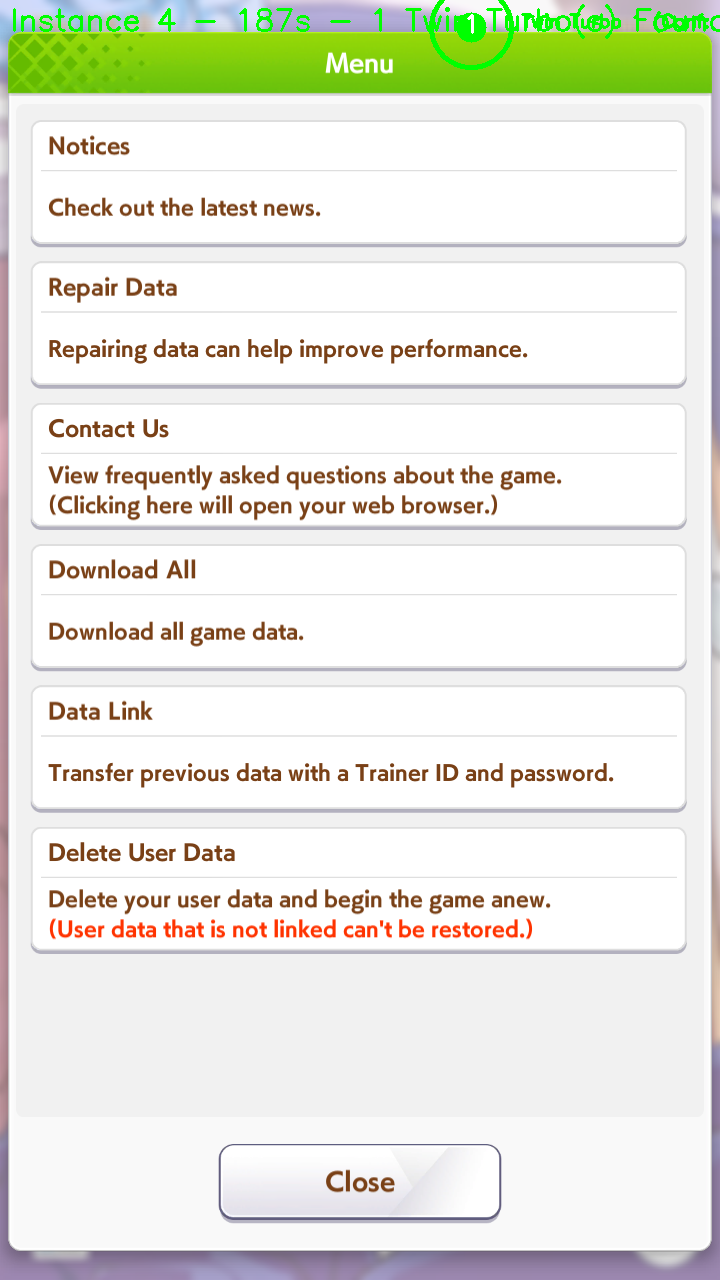 Instance 4 – 187s – 1 Twin Turbo(s) Found
Menu
Notices
Check out the latest news.
Repair Data
Repairing data can help improve performance.
Contact Us
View frequently asked questions about the game.
(Clicking here will open your web browser.)
Download All
Download all game data.
Data Link
Transfer previous data with a Trainer ID and password.
Delete User Data
Delete your user data and begin the game anew.
(User data that is not linked can't be restored.)
Close